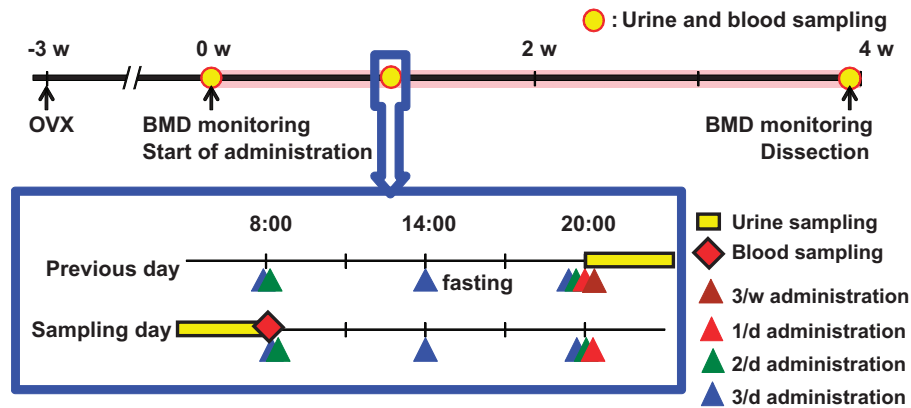 : Urine and blood sampling
-3 w 0 w 2 w 4 w
OVX BMD monitoring BMD monitoring
Start of administration Dissection
8:00 14:00 20:00
Urine sampling
Blood sampling
Previous day fasting
3/w administration
Sampling day
1/d administration
2/d administration
3/d administration